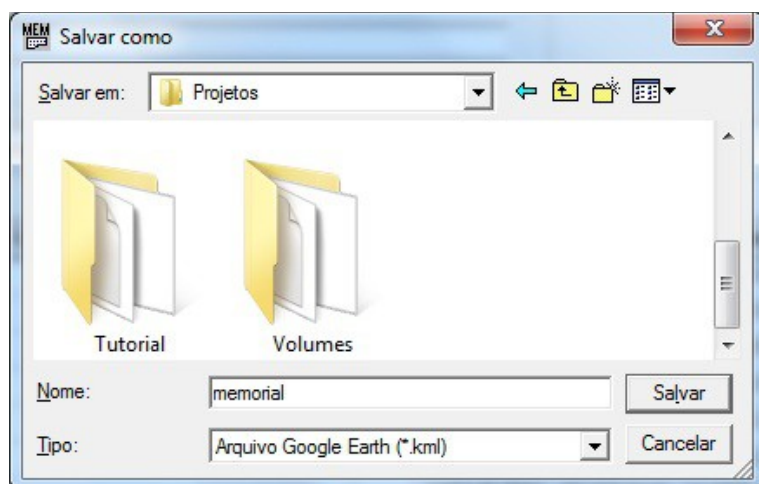 MEM
Salvar como
Salvar em: Projetos
Tutorial Volumes
Nome: memorial Salvar
Tipo: Arquivo Google Earth (*.kml) Cancelar